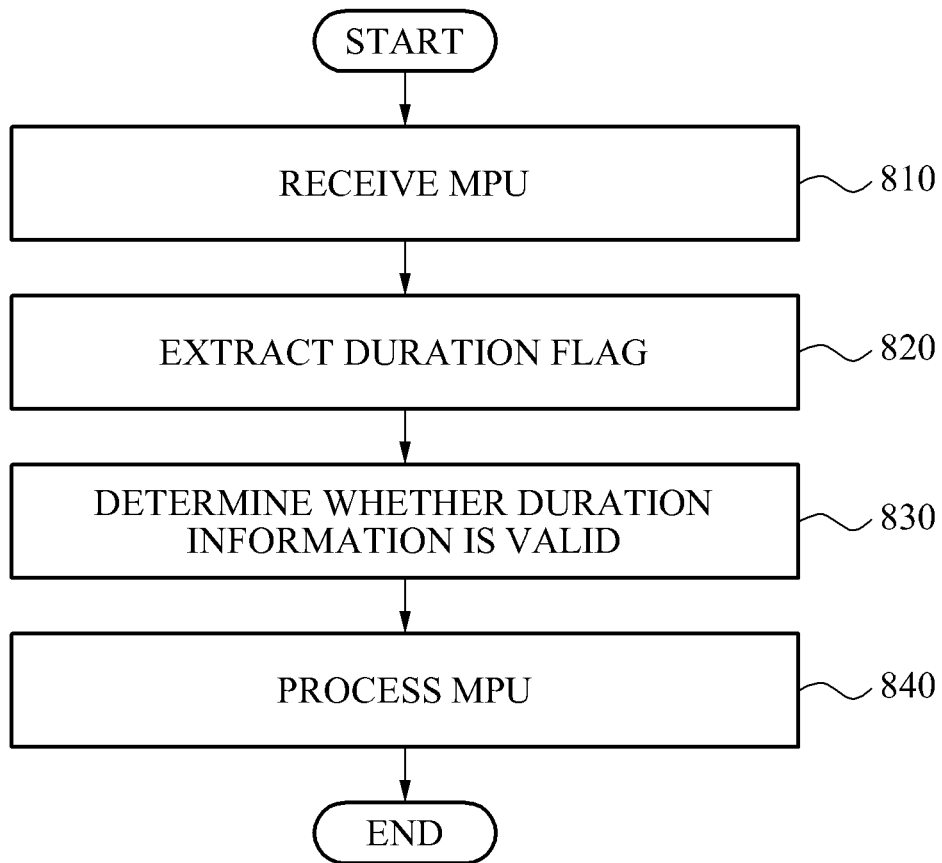 START
RECEIVE MPU
810
EXTRACT DURATION FLAG
820
DETERMINE WHETHER DURATION
INFORMATION IS VALID
830
PROCESS MPU
840
END